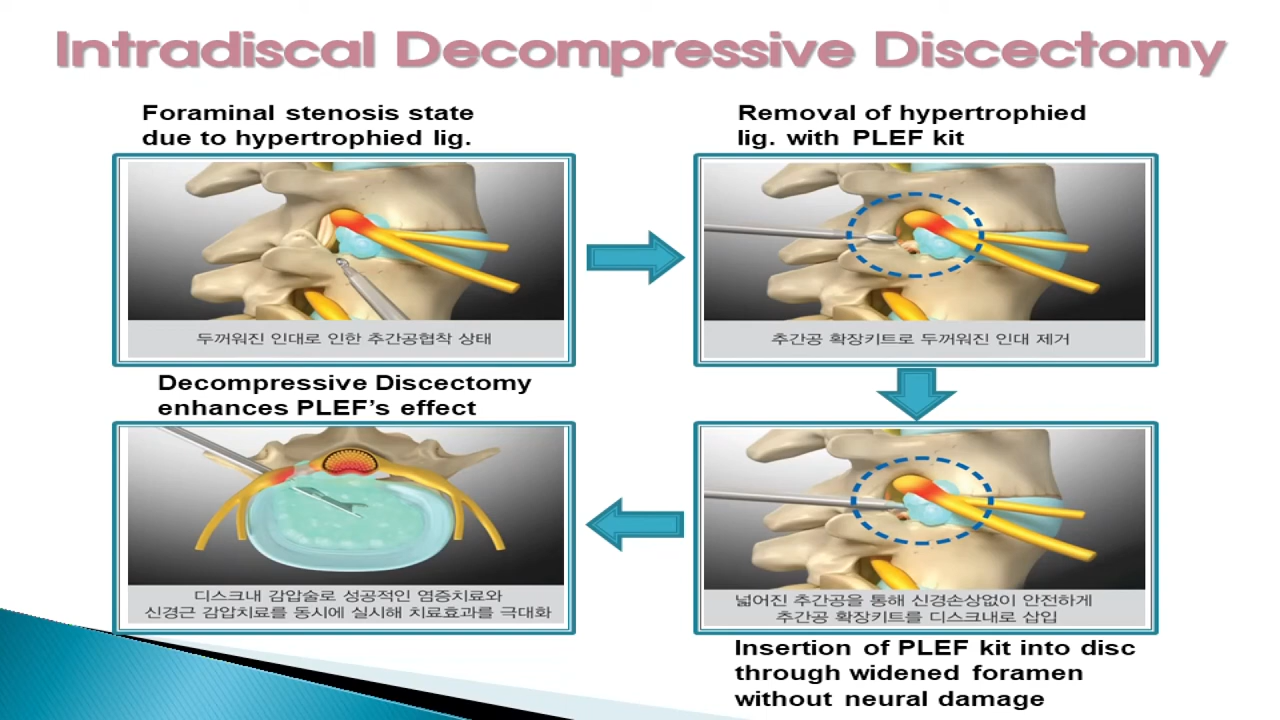 Intradiscal Decompressive Discectomy
Foraminal stenosis state
due to hypertrophied lig.
두꺼워진 인대로 인한 추간공협착 상태
Removal of hypertrophied
lig. with PLEF kit
추간공 확장키트로 두꺼워진 인대 제거
넓어진 추간공을 통해 신경손상없이 안전하게
추간공 확장키트를 디스크내로 삽입
Insertion of PLEF kit into disc
through widened foramen
without neural damage
Decompressive Discectomy
enhances PLEF’s effect
디스크내 감압술로 성공적인 염증치료와
신경근 감압치료를 동시에 실시해 치료효과를 극대화